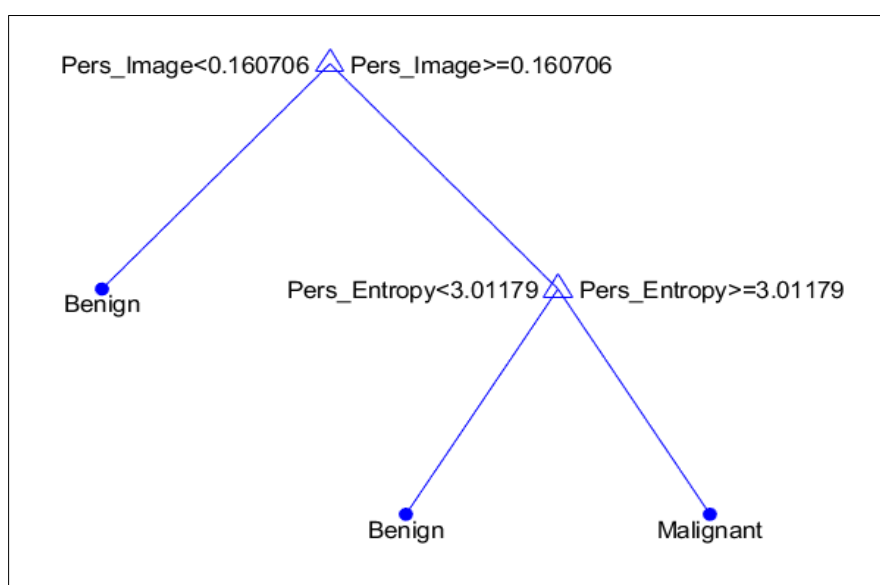 Pers_Image<0.160706 Pers_Image>=0.160706
Benign
Pers_Entropy<3.01179 Pers_Entropy>=3.01179
Benign
Malignant